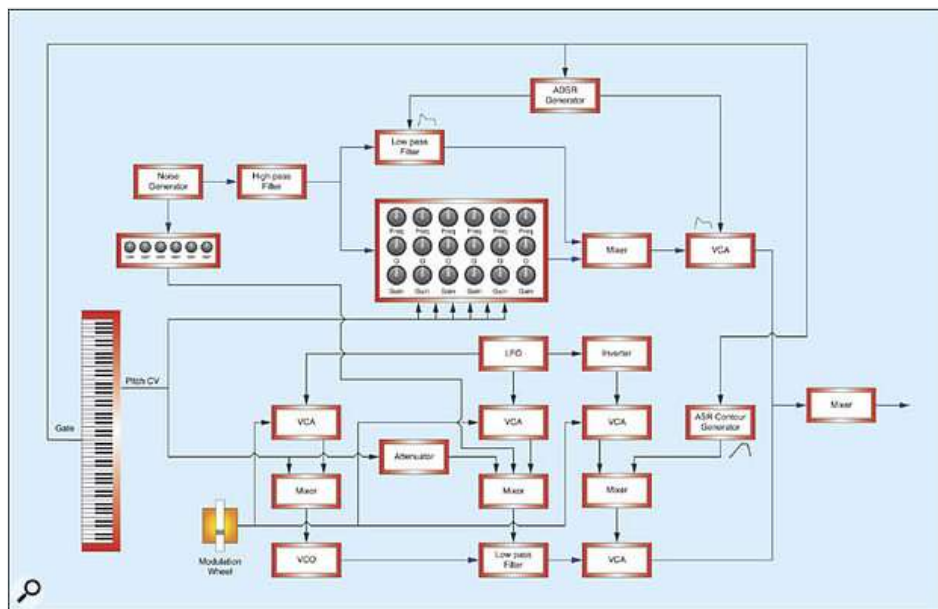 ADSR
Generator
Low pass
Filter
Noise
Generator
High pass
Filter
Freq Freq Freq Freq Freq Freq
Q Q Q Q Q Q
Gain Gain Gain Gain Gain Gain
Mixer
VCA
Pitch CV
Gate
LFO
Inverter
VCA
VCA
VCA
ASR Contour
Generator
Mixer
Attenuator
Mixer
Mixer
Mixer
Modulation
Wheel
VCO
Low pass
Filter
VCA